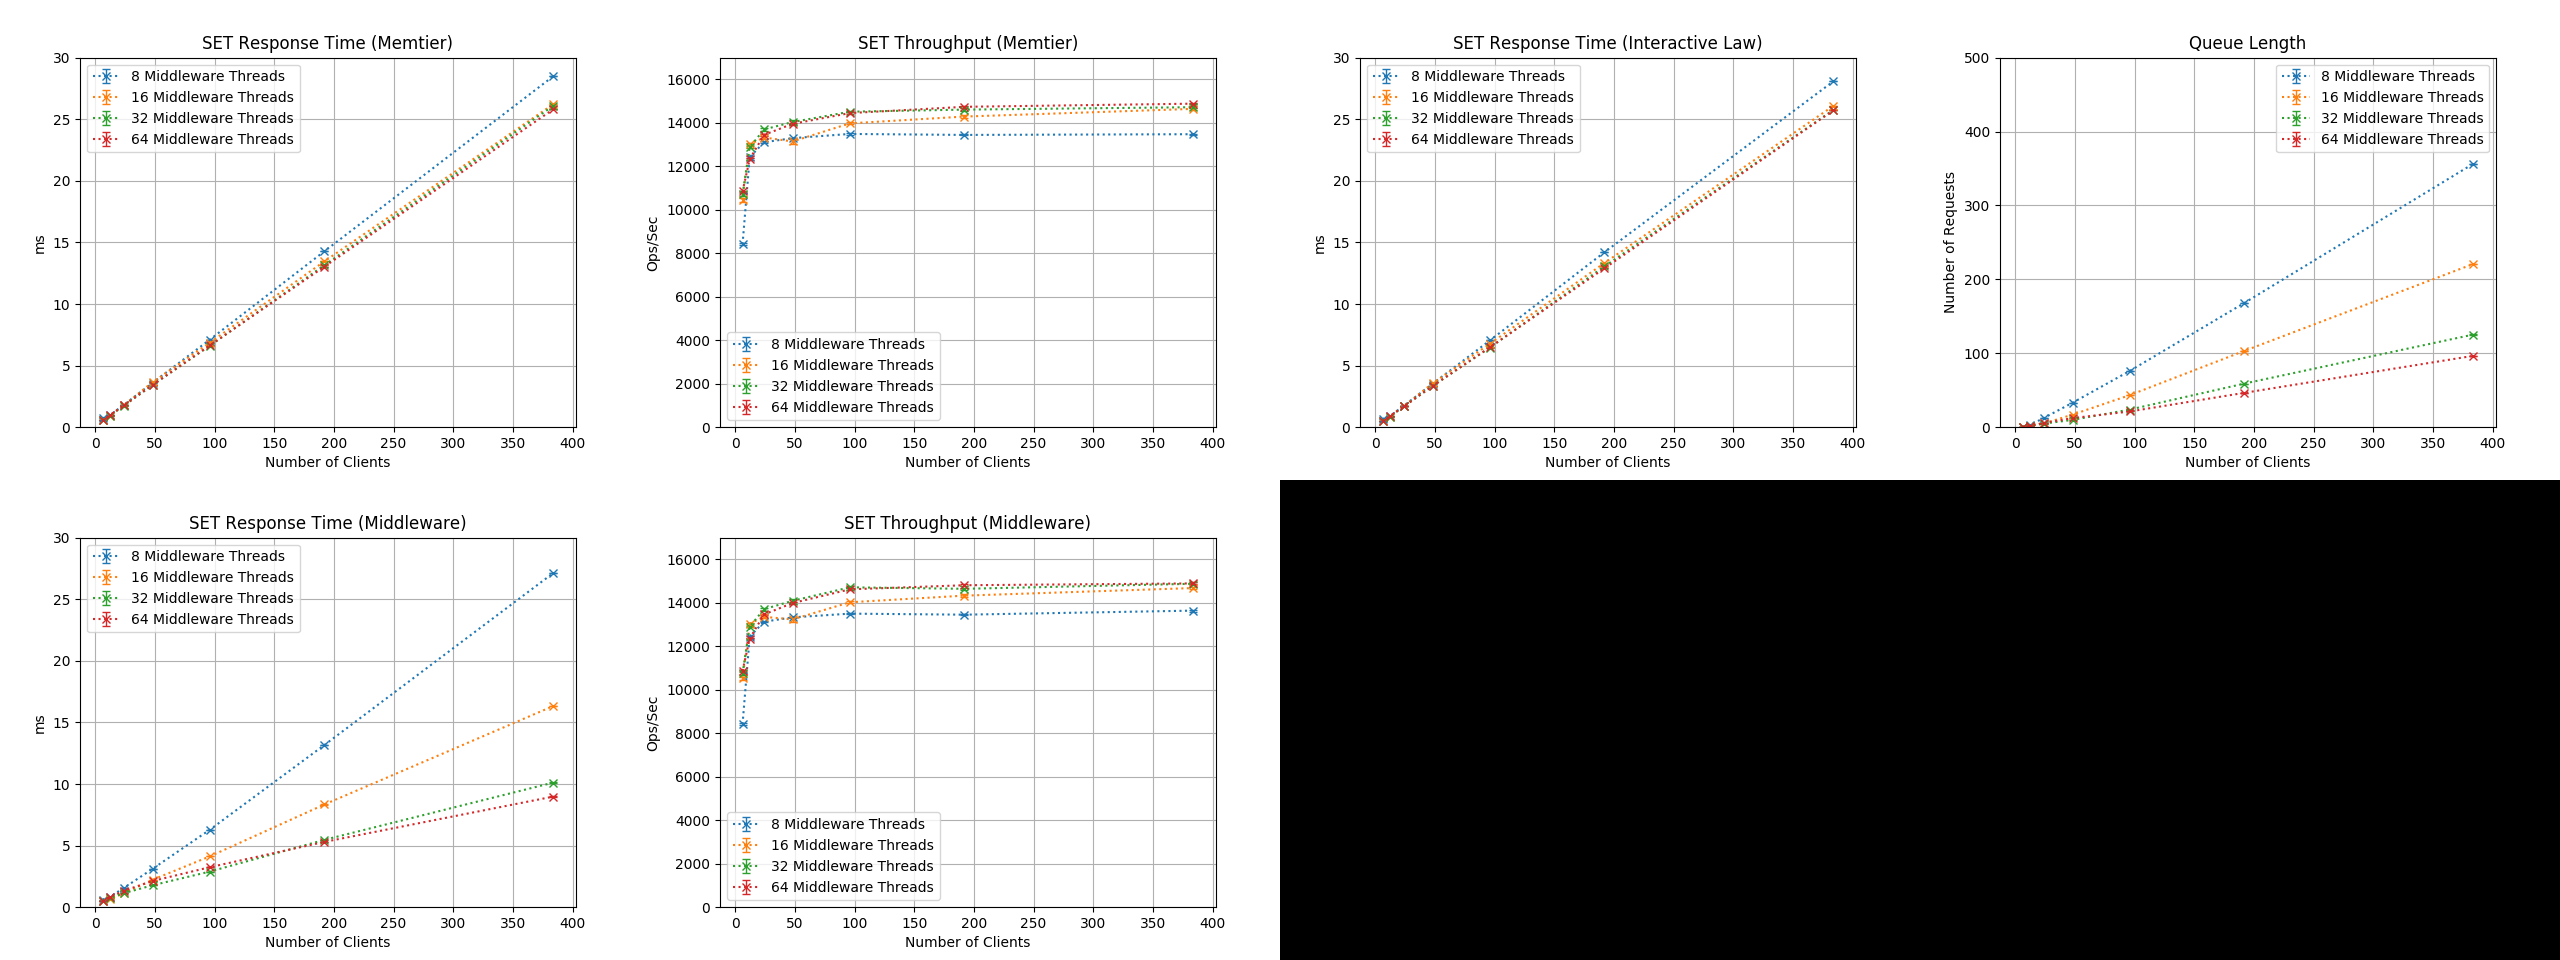 SET Response Time (Memtier)
30
25
20
15
10
5
0
ms
8 Middleware Threads
16 Middleware Threads
32 Middleware Threads
64 Middleware Threads
0 50 100 150 200 250 300 350 400
Number of Clients
SET Throughput (Memtier)
16000
14000
12000
10000
8000
6000
4000
2000
0
Ops/Sec
8 Middleware Threads
16 Middleware Threads
32 Middleware Threads
64 Middleware Threads
0 50 100 150 200 250 300 350 400
Number of Clients
SET Response Time (Interactive Law)
30
25
20
15
10
5
0
ms
8 Middleware Threads
16 Middleware Threads
32 Middleware Threads
64 Middleware Threads
0 50 100 150 200 250 300 350 400
Number of Clients
Queue Length
500
400
300
200
100
0
Number of Requests
8 Middleware Threads
16 Middleware Threads
32 Middleware Threads
64 Middleware Threads
0 50 100 150 200 250 300 350 400
Number of Clients
SET Response Time (Middleware)
30
25
20
15
10
5
0
ms
8 Middleware Threads
16 Middleware Threads
32 Middleware Threads
64 Middleware Threads
0 50 100 150 200 250 300 350 400
Number of Clients
SET Throughput (Middleware)
16000
14000
12000
10000
8000
6000
4000
2000
0
Ops/Sec
8 Middleware Threads
16 Middleware Threads
32 Middleware Threads
64 Middleware Threads
0 50 100 150 200 250 300 350 400
Number of Clients